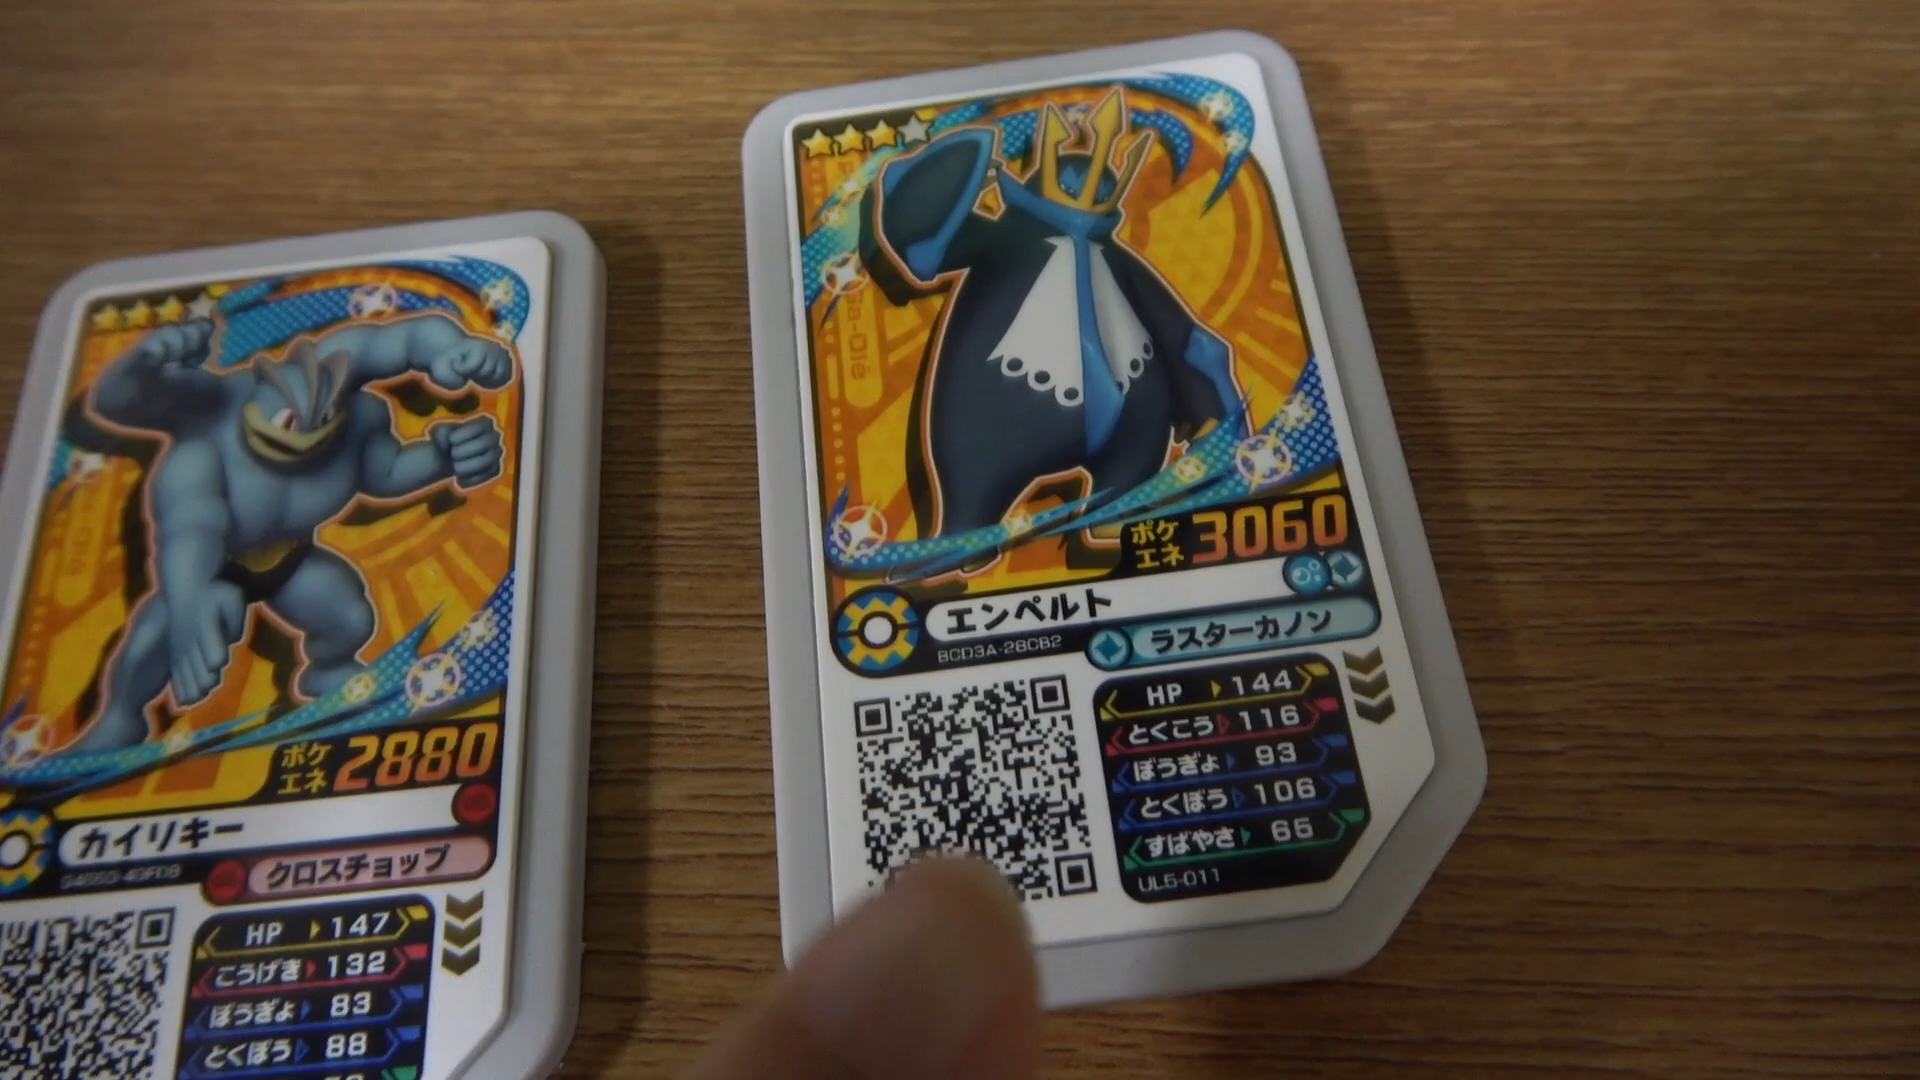 ポケ
エネ 2880
カイリキー
クロスチョップ
HP 147
こうげき 132
ぼうぎょ 83
とくぼう 88
Ga-Olé
ポケ
エネ 3060
エンペルト
BCD3A-28CB2
ラスターカノン
HP 144
とくこう 116
ぼうぎょ 93
とくぼう 106
すばやさ 65
UL5-011